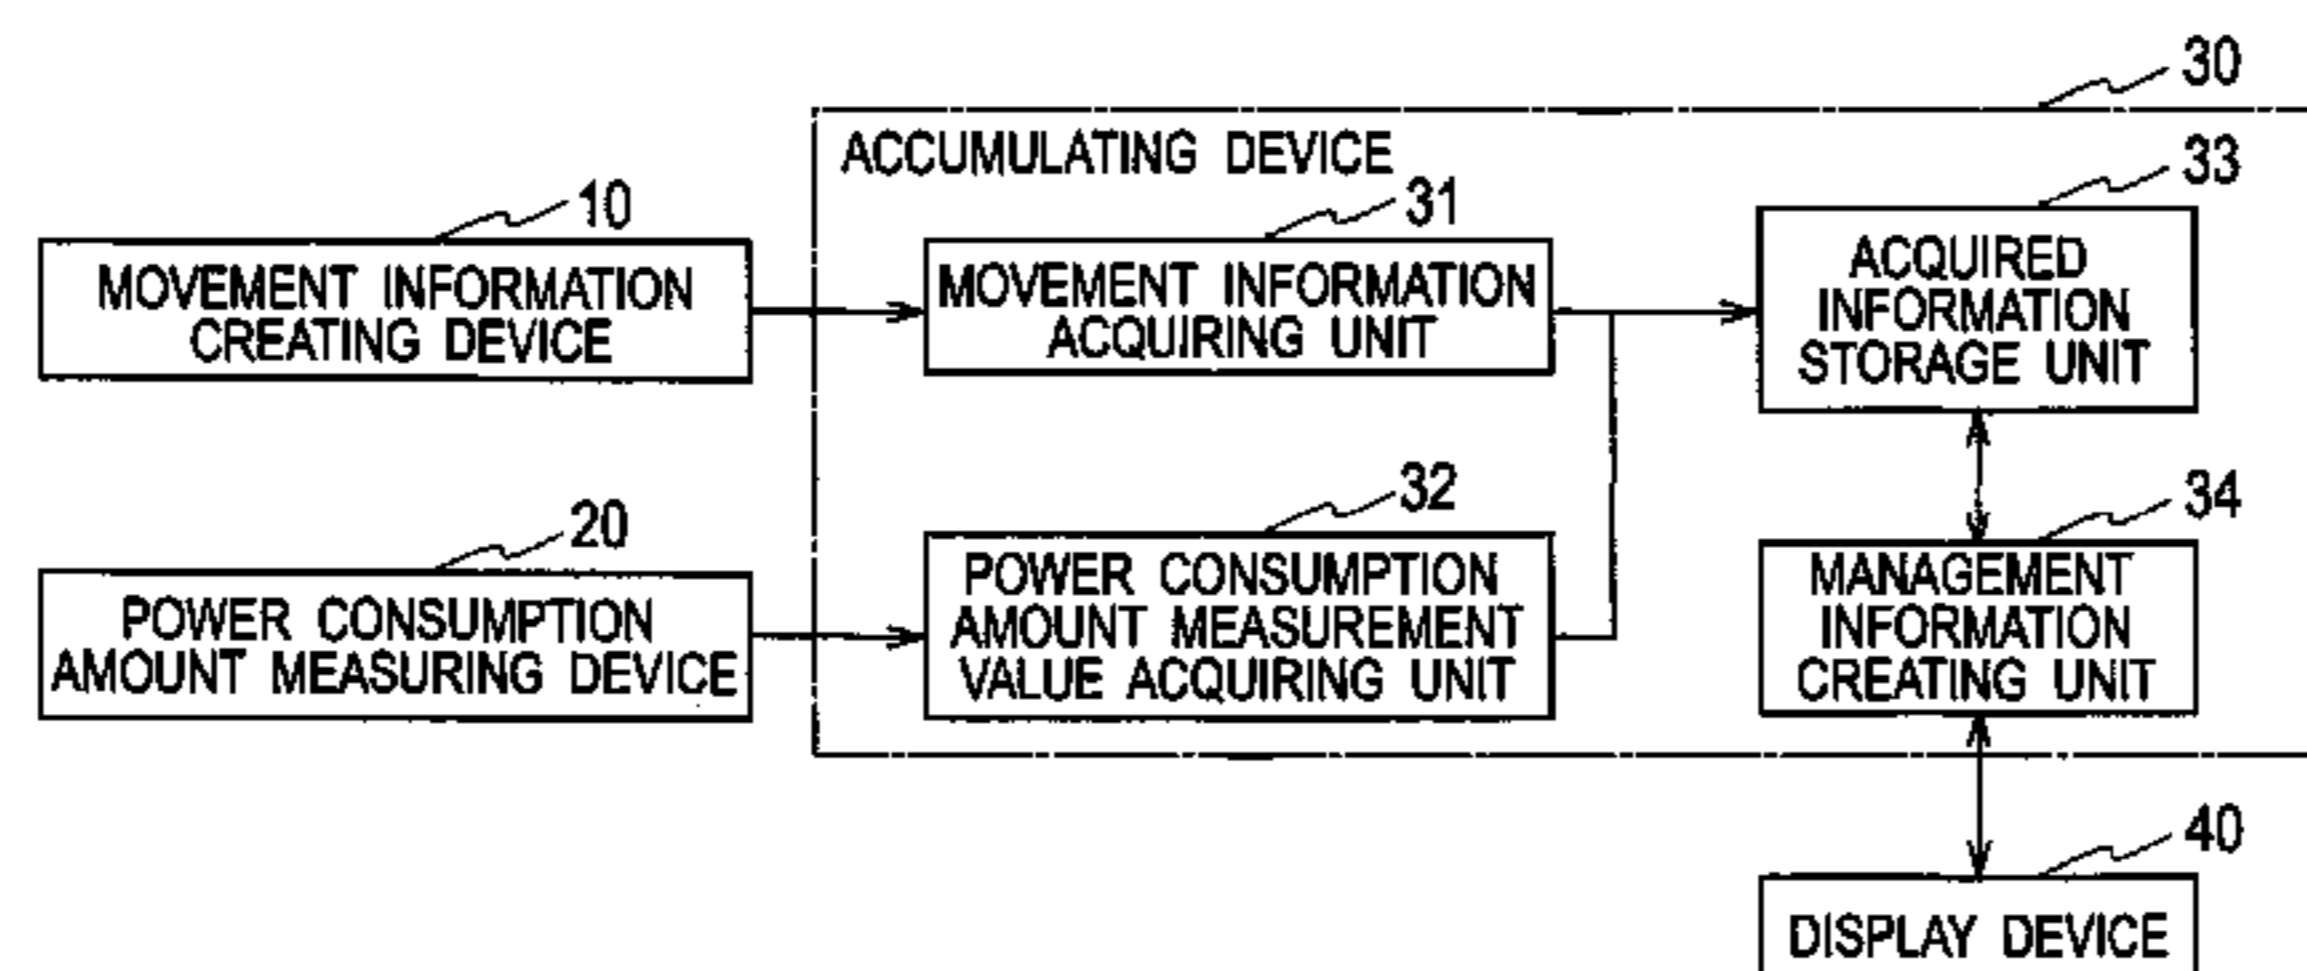 30
ACCUMULATING DEVICE
33
10
31
MOVEMENT INFORMATION
CREATING DEVICE
MOVEMENT INFORMATION
ACQUIRING UNIT
ACQUIRED
INFORMATION
STORAGE UNIT
20
32
34
POWER CONSUMPTION
AMOUNT MEASURING DEVICE
POWER CONSUMPTION
AMOUNT MEASUREMENT
VALUE ACQUIRING UNIT
MANAGEMENT
INFORMATION
CREATING UNIT
40
DISPLAY DEVICE